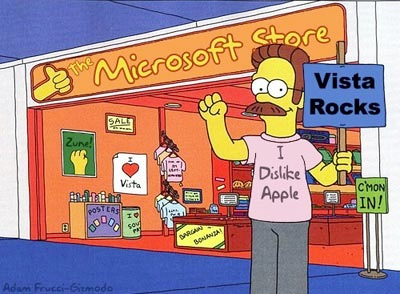 The Microsoft Store
Vista
Rocks
SALE
Zune!
I
Vista
I
Dislike
Apple
C'MON
IN!
POSTERS
I
BARGAIN
BONANZA!
Adam Frucci-Gizmodo